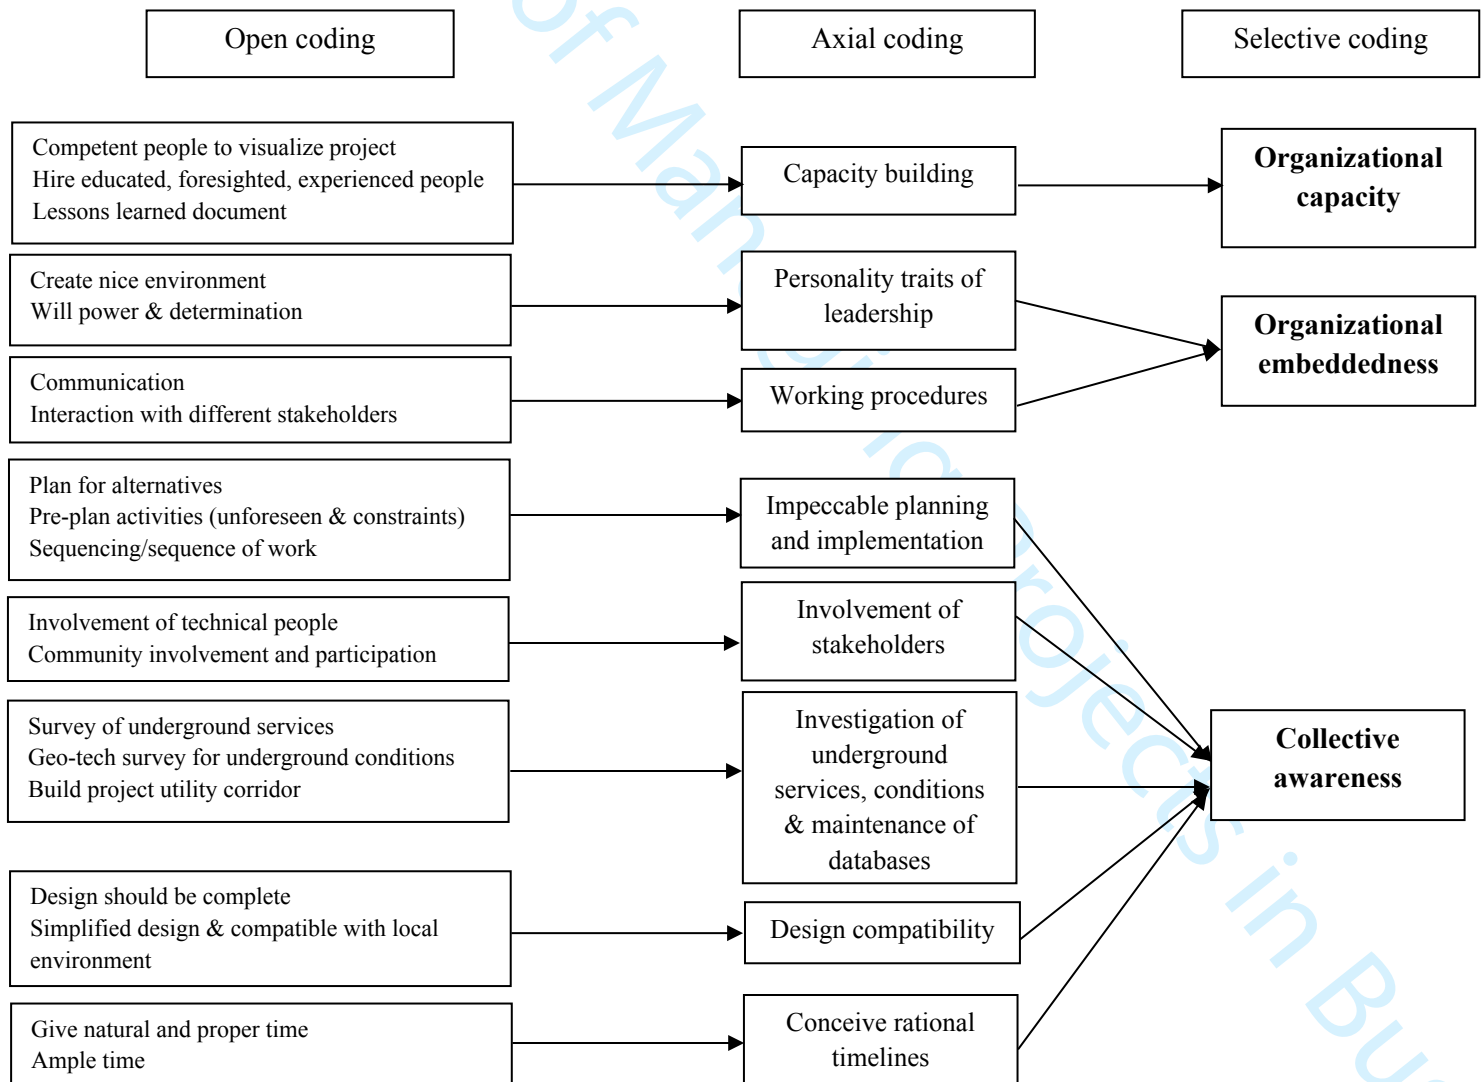 Open coding
Axial coding
Selective coding
Competent people to visualize project
Hire educated, foresighted, experienced people
Lessons learned document
Capacity building
Organizational
capacity
Create nice environment
Will power & determination
Personality traits of
leadership
Organizational
embeddedness
Communication
Interaction with different stakeholders
Working procedures
Plan for alternatives
Pre-plan activities (unforeseen & constraints)
Sequencing/sequence of work
Impeccable planning
and implementation
Involvement of technical people
Community involvement and participation
Involvement of
stakeholders
Survey of underground services
Geo-tech survey for underground conditions
Build project utility corridor
Investigation of
underground
services, conditions
& maintenance of
databases
Collective
awareness
Design should be complete
Simplified design & compatible with local
environment
Design compatibility
Give natural and proper time
Ample time
Conceive rational
timelines
of Managing Projects in Bus